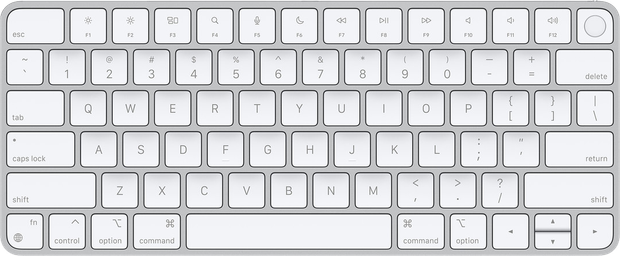 esc F1 F2 F3 F4 F5 F6 F7 F8 F9 F10 F11 F12
~ ! @ # $ % ^ & * ( ) — +
` 1 2 3 4 5 6 7 8 9 0 - = delete
tab Q W E R T Y U I O P { [ } ] | \
caps lock A S D F G H J K L : ; " ' return
shift Z X C V B N M < , > . ? / shift
fn control option command command option